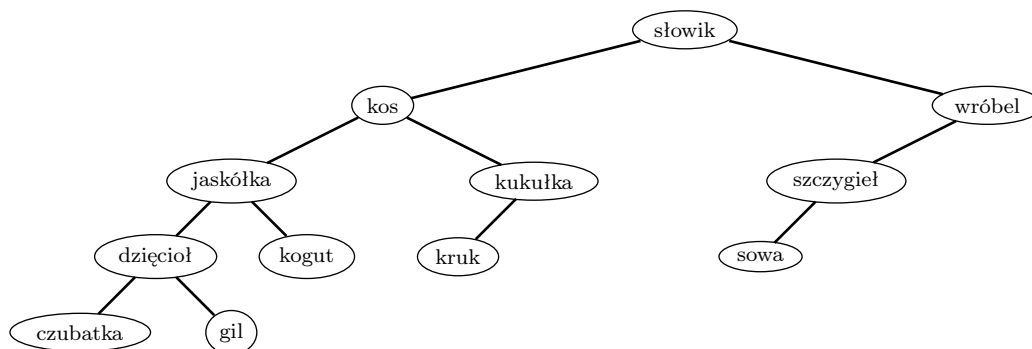 słowik
kos
wróbel
jaskółka
kukułka
szczygieł
dzięcioł
kogut
kruk
sowa
czubatka
gil